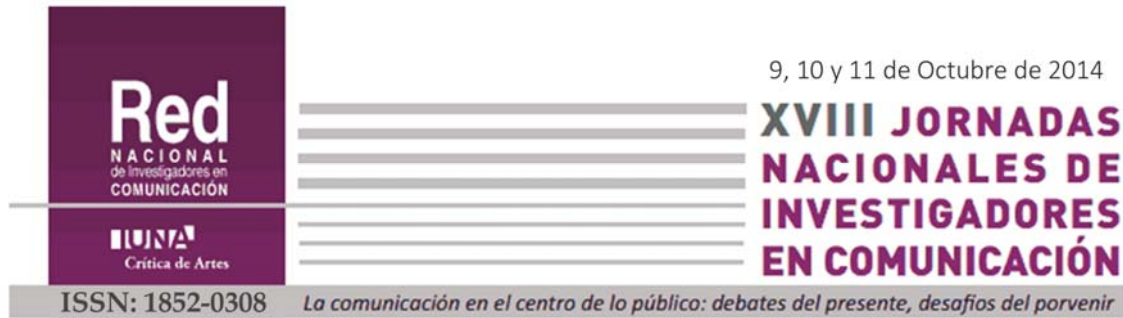 Red
NACIONAL
de Investigadores en
COMUNICACIÓN
IUNA
Crítica de Artes
9, 10 y 11 de Octubre de 2014
XVIII JORNADAS
NACIONALES DE
INVESTIGADORES
EN COMUNICACIÓN
ISSN: 1852-0308
La comunicación en el centro de lo público: debates del presente, desafíos del porvenir